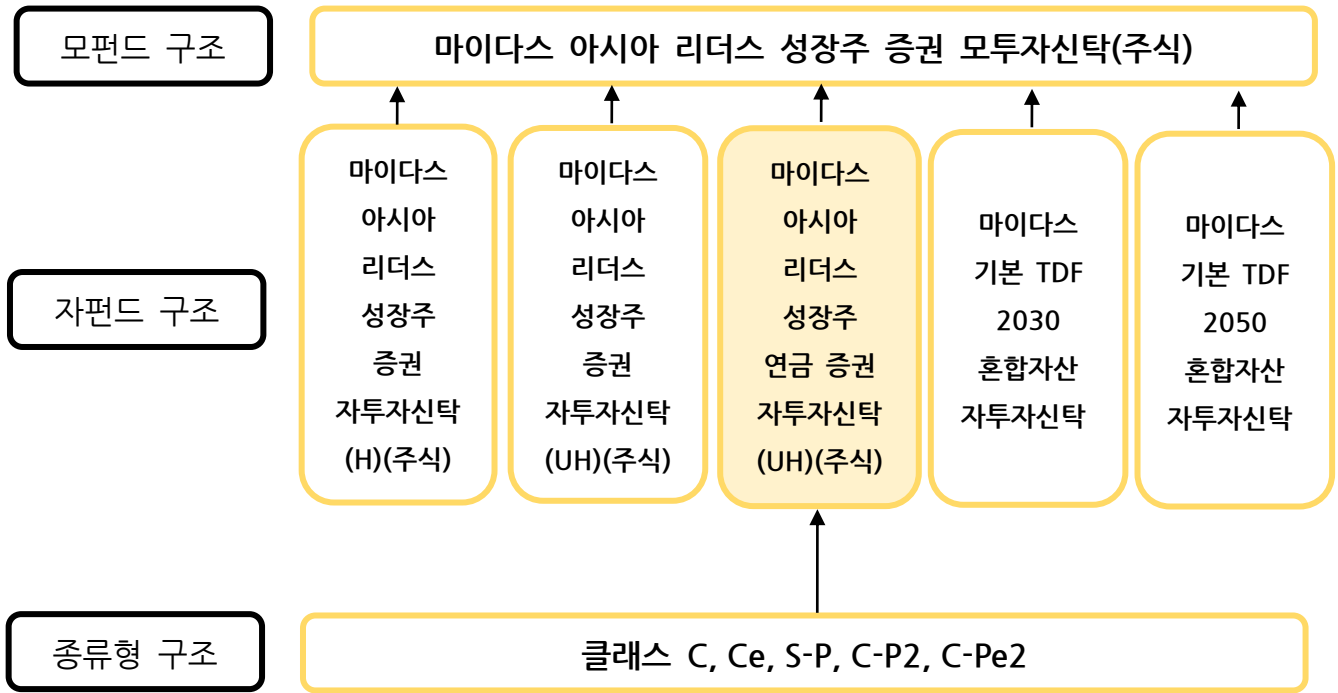 모펀드 구조
마이다스 아시아 리더스 성장주 증권 모투자신탁(주식)
자펀드 구조
마이다스
아시아
리더스
성장주
증권
자투자신탁
(H)(주식)
마이다스
아시아
리더스
성장주
증권
자투자신탁
(UH)(주식)
마이다스
아시아
리더스
성장주
연금 증권
자투자신탁
(UH)(주식)
마이다스
기본 TDF
2030
혼합자산
자투자신탁
마이다스
기본 TDF
2050
혼합자산
자투자신탁
종류형 구조
클래스 C, Ce, S-P, C-P2, C-Pe2